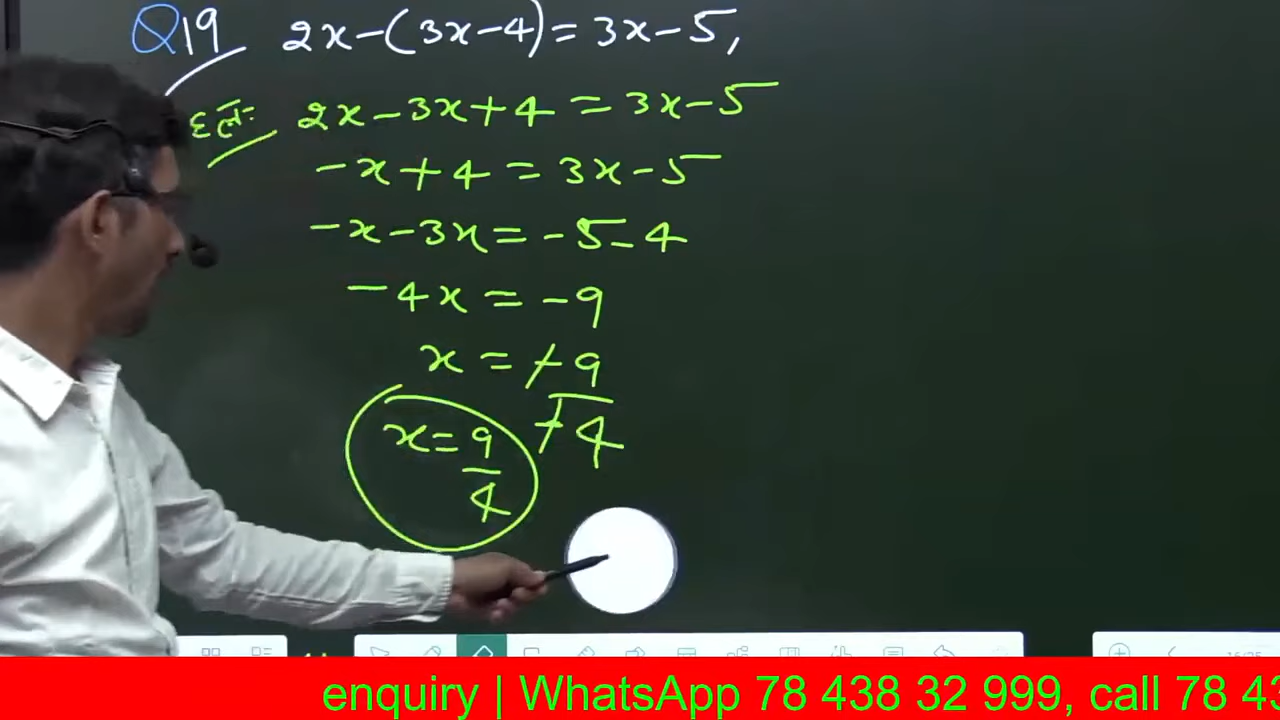 Q19 2x-(3x-4)=3x-5,
हल:- 2x-3x+4=3x-5
-x+4=3x-5
-x-3x=-5-4
-4x=-9
x=-9/-4
x=9/4
enquiry | WhatsApp 78 438 32 999, call 78 43